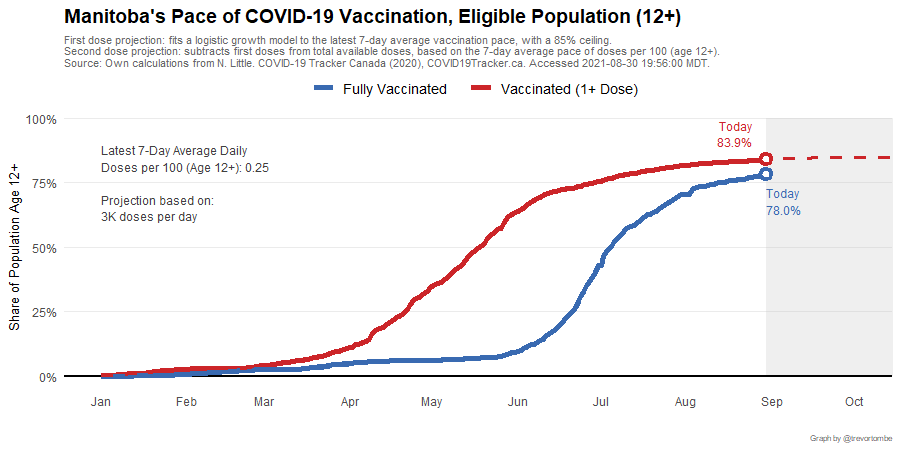 Manitoba's Pace of COVID-19 Vaccination, Eligible Population (12+)
First dose projection: fits a logistic growth model to the latest 7-day average vaccination pace, with a 85% ceiling.
Second dose projection: subtracts first doses from total available doses, based on the 7-day average pace of doses per 100 (age 12+).
Source: Own calculations from N. Little. COVID-19 Tracker Canada (2020), COVID19Tracker.ca. Accessed 2021-08-30 19:56:00 MDT.
Fully Vaccinated
Vaccinated (1+ Dose)
100%
75%
50%
25%
0%
Share of Population Age 12+
Latest 7-Day Average Daily
Doses per 100 (Age 12+): 0.25
Projection based on:
3K doses per day
Today
83.9%
Today
78.0%
Jan
Feb
Mar
Apr
May
Jun
Jul
Aug
Sep
Oct
Graph by @trevortombe